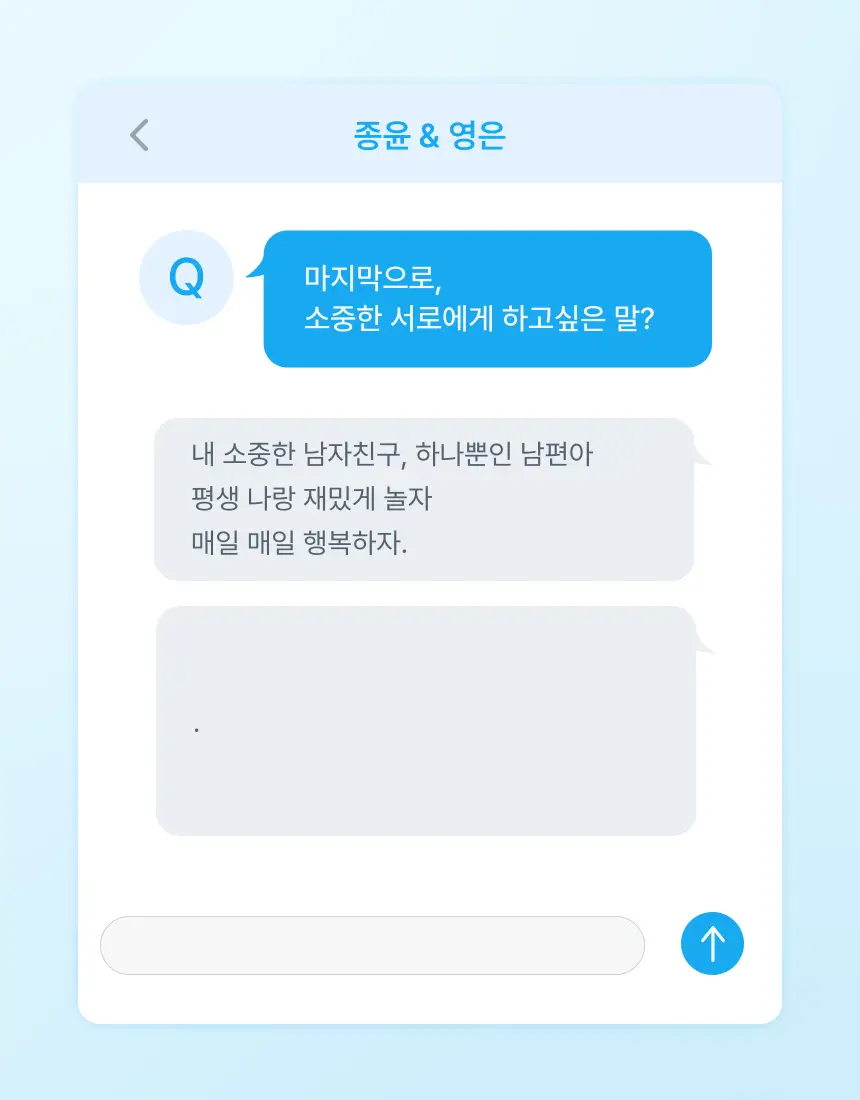 종윤 & 영은
Q
마지막으로,
소중한 서로에게 하고싶은 말?
내 소중한 남자친구, 하나뿐인 남편아
평생 나랑 재밌게 놀자
매일 매일 행복하자.
.